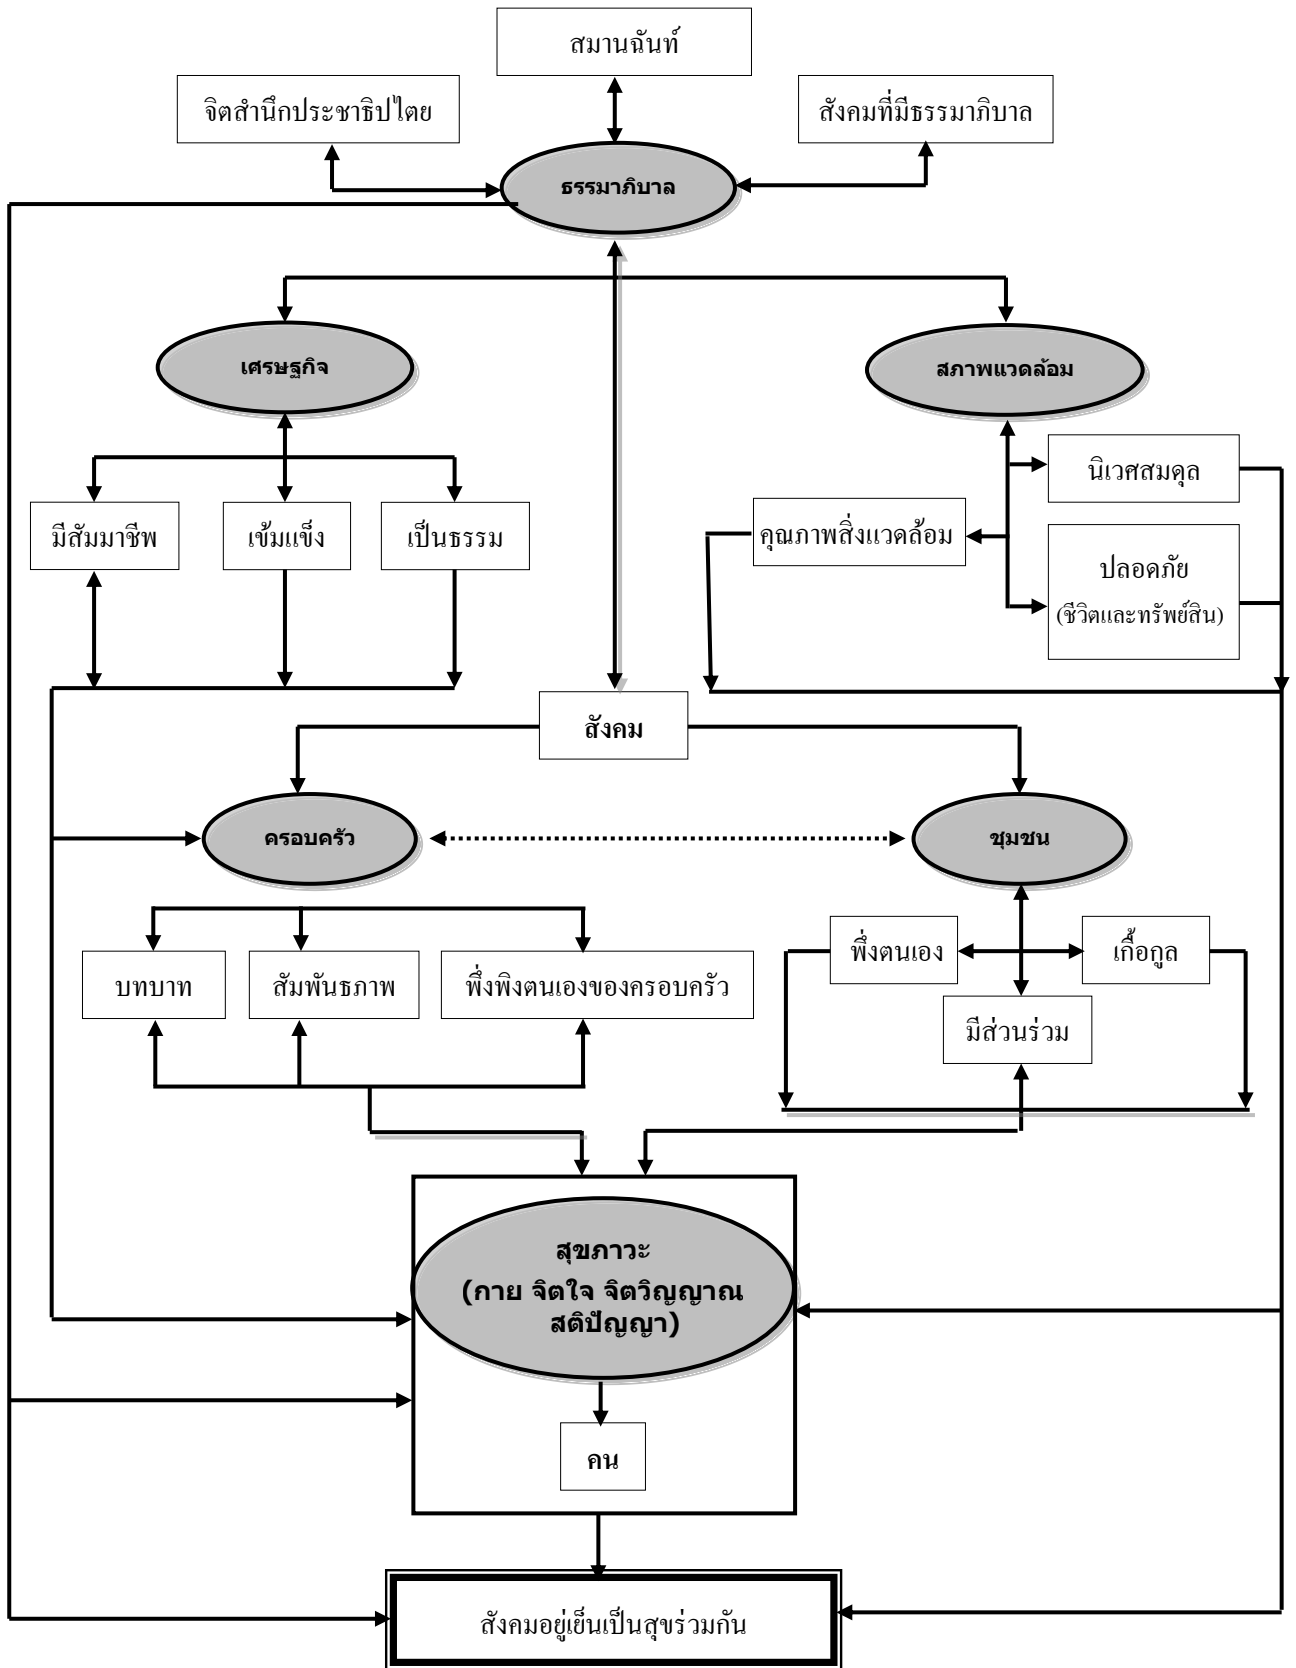 สมานฉันท์
จิตสำนึกประชาธิปไตย
สังคมที่มีธรรมาภิบาล
ธรรมาภิบาล
เศรษฐกิจ
สภาพแวดล้อม
นิเวศสมดุล
มีสัมมาชีพ
เข้มแข็ง
เป็นธรรม
คุณภาพสิ่งแวดล้อม
ปลอดภัย
(ชีวิตและทรัพย์สิน)
สังคม
ครอบครัว
ชุมชน
พึ่งตนเอง
เกื้อกูล
บทบาท
สัมพันธภาพ
พึ่งพิงตนเองของครอบครัว
มีส่วนร่วม
สุขภาวะ
(กาย จิตใจ จิตวิญญาณ
สติปัญญา)
คน
สังคมอยู่เย็นเป็นสุขร่วมกัน